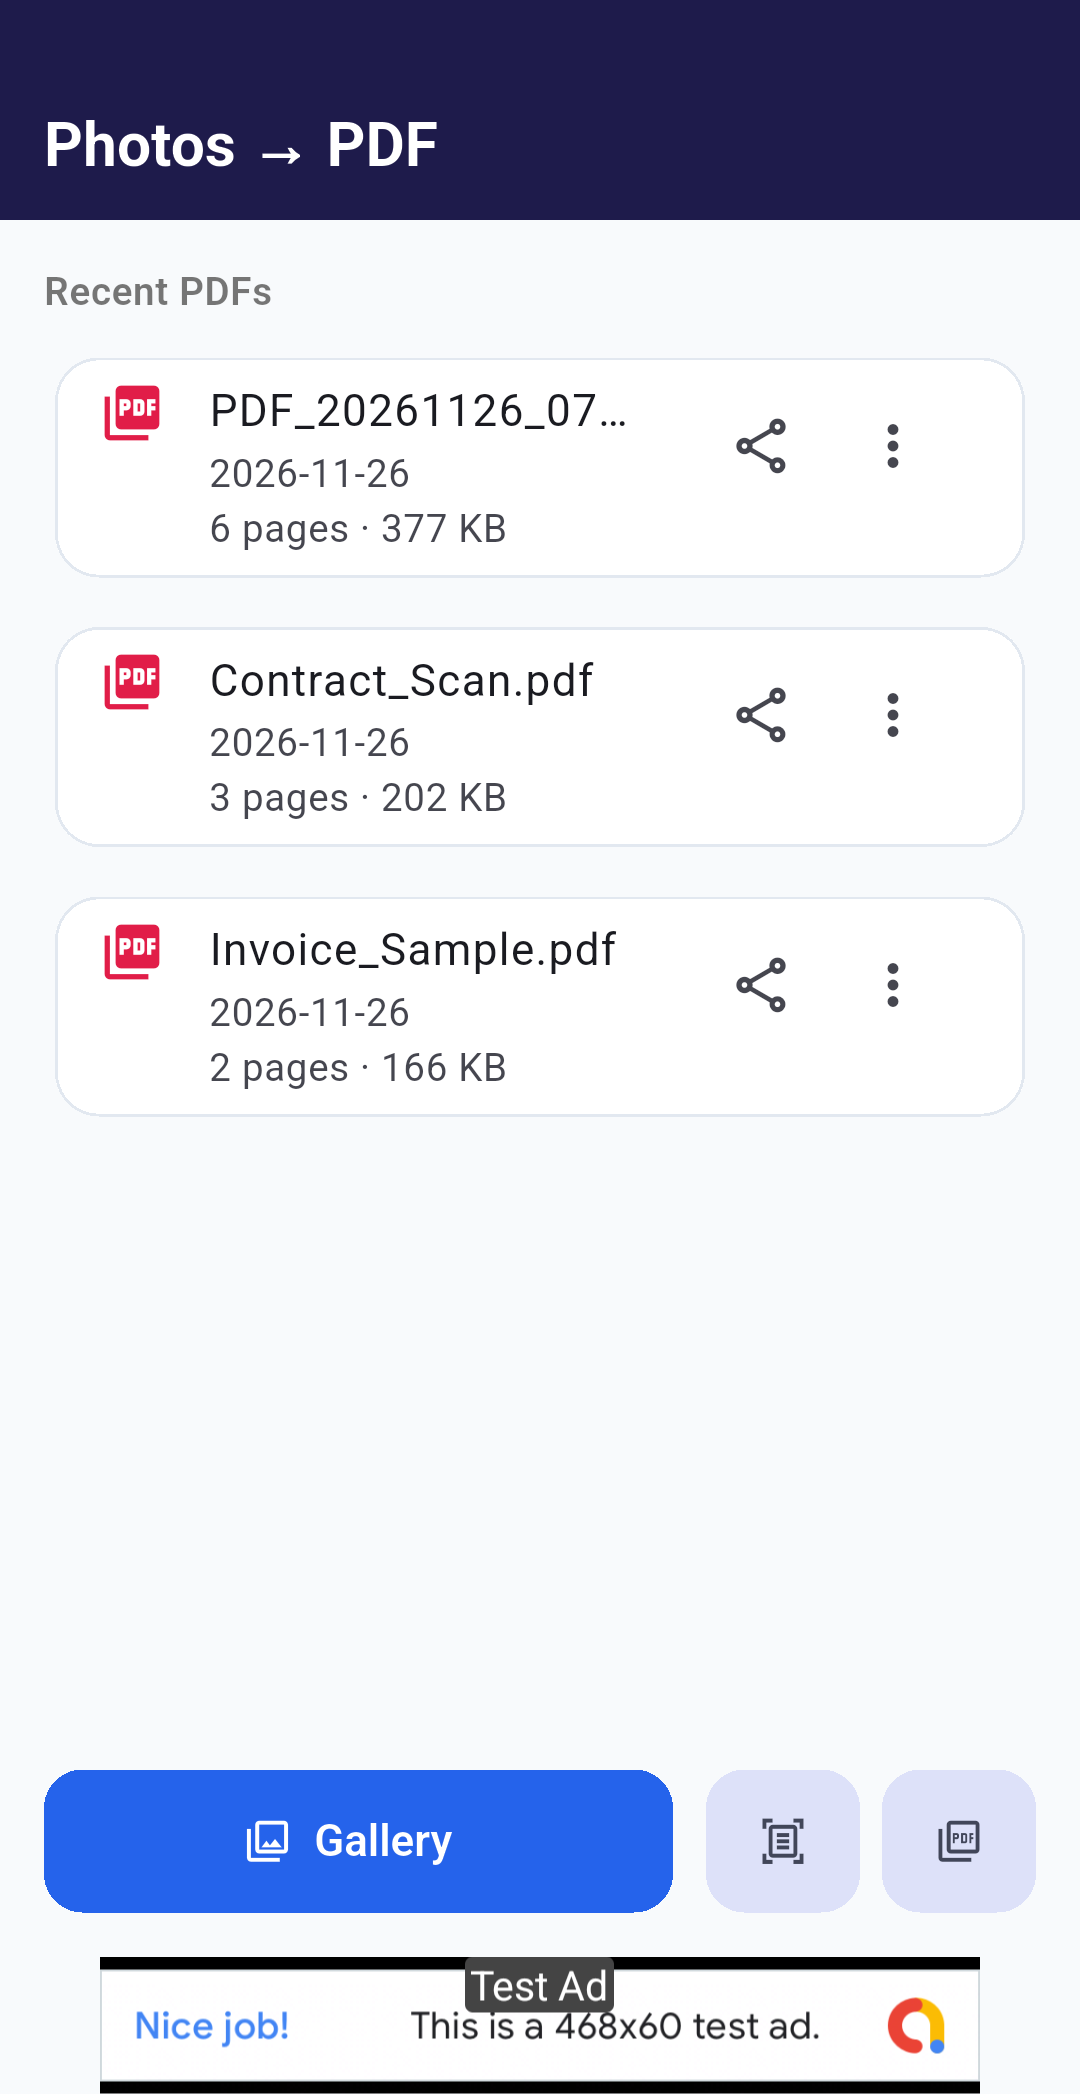 Photos → PDF
Recent PDFs
PDF
PDF_20261126_07…
2026-11-26
6 pages · 377 KB
PDF
Contract_Scan.pdf
2026-11-26
3 pages · 202 KB
PDF
Invoice_Sample.pdf
2026-11-26
2 pages · 166 KB
Gallery
PDF
Test Ad
Nice job!
This is a 468x60 test ad.